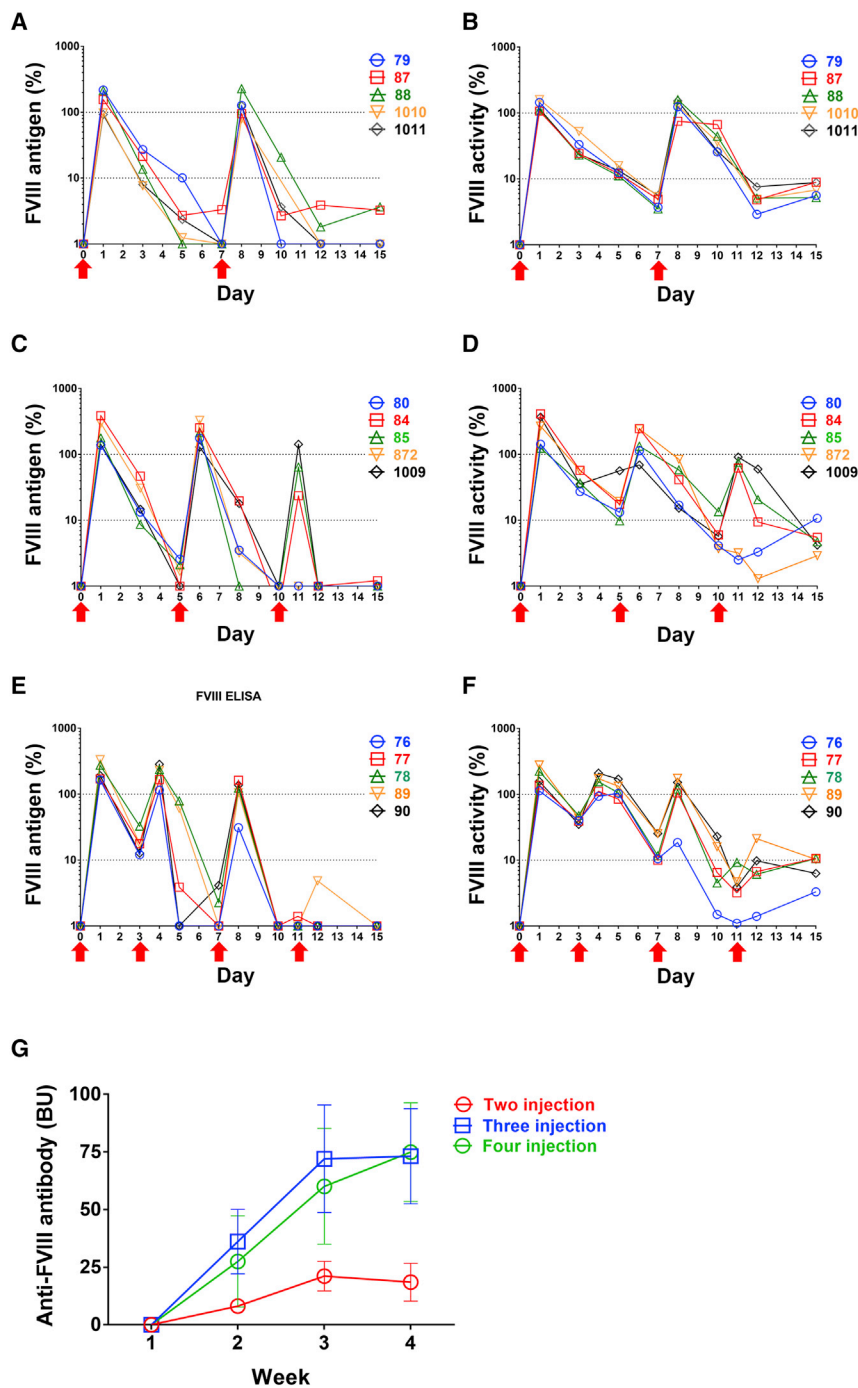 A
FVIII antigen (%)
1000
100
10
1
0 1 2 3 4 5 6 7 8 9 10 11 12 13 14 15
Day
79
87
88
1010
1011
B
FVIII activity (%)
1000
100
10
1
0 1 2 3 4 5 6 7 8 9 10 11 12 13 14 15
Day
79
87
88
1010
1011
C
FVIII antigen (%)
1000
100
10
1
0 1 2 3 4 5 6 7 8 9 10 11 12 13 14 15
Day
80
84
85
872
1009
D
FVIII activity (%)
1000
100
10
1
0 1 2 3 4 5 6 7 8 9 10 11 12 13 14 15
Day
80
84
85
872
1009
E
FVIII ELISA
FVIII antigen (%)
1000
100
10
1
0 1 2 3 4 5 6 7 8 9 10 11 12 13 14 15
Day
76
77
78
89
90
F
FVIII activity (%)
1000
100
10
1
0 1 2 3 4 5 6 7 8 9 10 11 12 13 14 15
Day
76
77
78
89
90
G
Anti-FVIII antibody (BU)
100
75
50
25
0
1 2 3 4
Week
Two injection
Three injection
Four injection